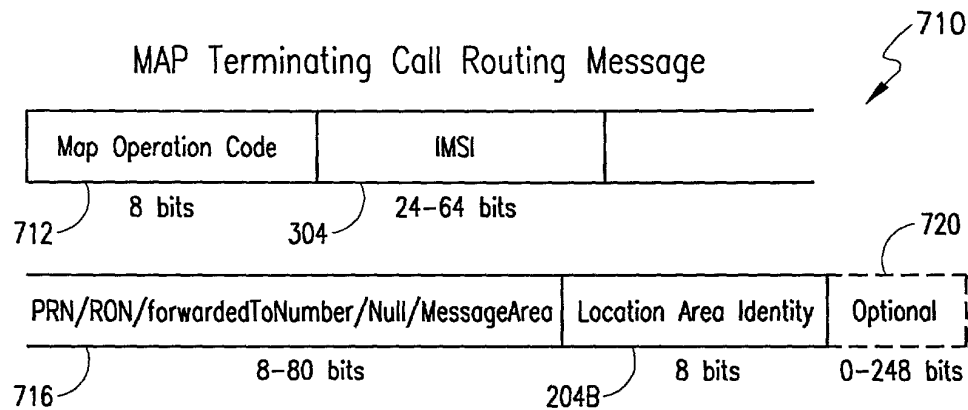 710
MAP Terminating Call Routing Message
Map Operation Code IMSI
8 bits 24-64 bits
712 304
720
PRN/RON/forwardedToNumber/Null/MessageArea Location Area Identity Optional
8-80 bits 8 bits 0-248 bits
716 204B